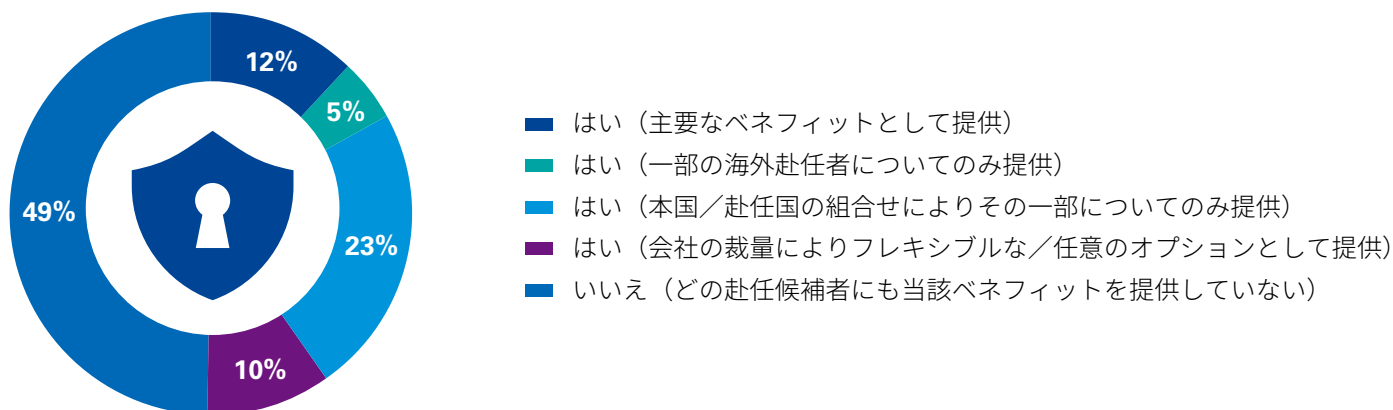 12%
5%
23%
10%
49%
はい（主要なベネフィットとして提供）
はい（一部の海外赴任者についてのみ提供）
はい（本国／赴任国の組合せによりその一部についてのみ提供）
はい（会社の裁量によりフレキシブルな／任意のオプションとして提供）
いいえ（どの赴任候補者にも当該ベネフィットを提供していない）